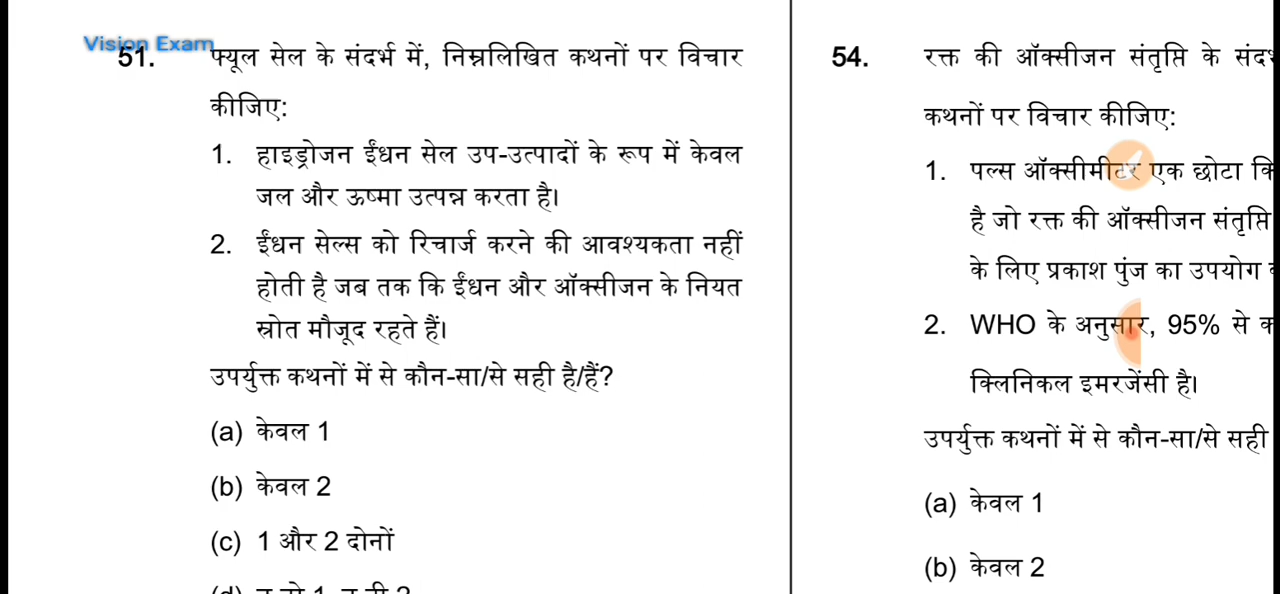 Vision Exam
51. फ्यूल सेल के संदर्भ में, निम्नलिखित कथनों पर विचार
कीजिए:
1. हाइड्रोजन ईंधन सेल उप-उत्पादों के रूप में केवल
जल और ऊष्मा उत्पन्न करता है।
2. ईंधन सेल्स को रिचार्ज करने की आवश्यकता नहीं
होती है जब तक कि ईंधन और ऑक्सीजन के नियत
स्रोत मौजूद रहते हैं।
उपर्युक्त कथनों में से कौन-सा/से सही है/हैं?
(a) केवल 1
(b) केवल 2
(c) 1 और 2 दोनों
54. रक्त की ऑक्सीजन संतृप्ति के
कथनों पर विचार कीजिए:
1. पल्स ऑक्सीमीटर एक छोटा
है जो रक्त की ऑक्सीजन संतृप्ति
के लिए प्रकाश पुंज का उपयोग
2. WHO के अनुसार, 95% से
क्लिनिकल इमरजेंसी है।
उपर्युक्त कथनों में से कौन-सा/से सही
(a) केवल 1
(b) केवल 2